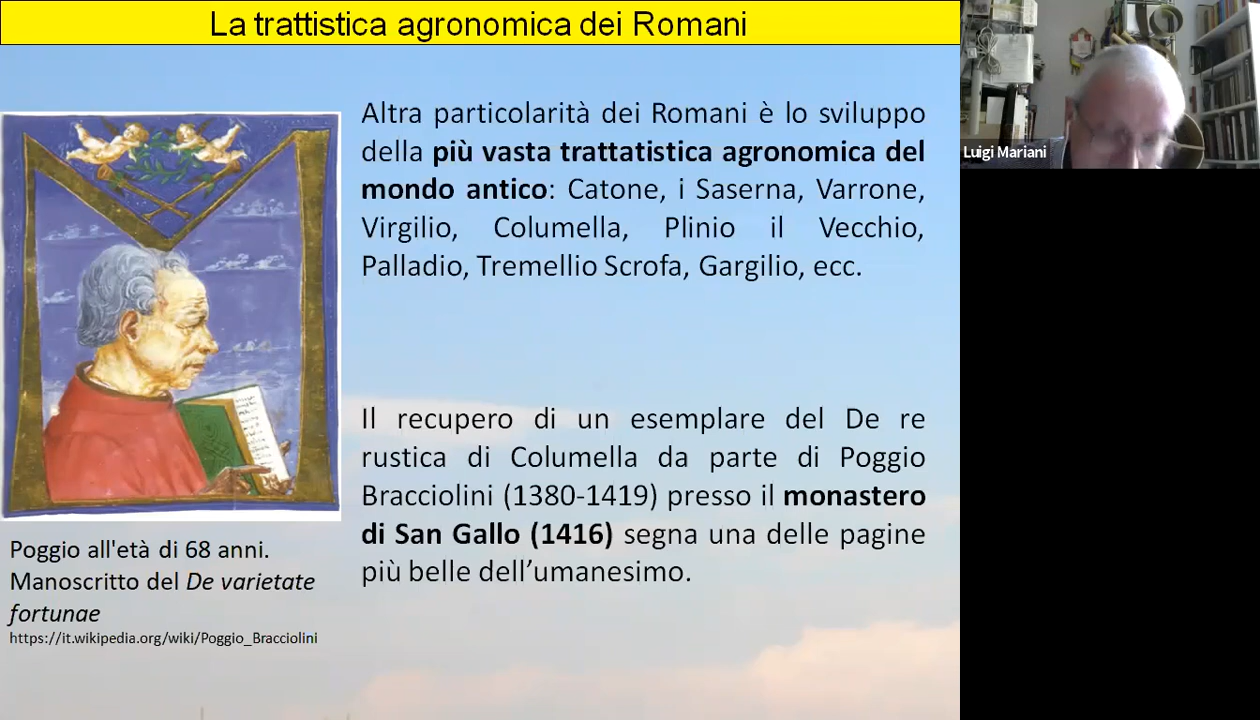 La trattistica agronomica dei Romani
Altra particolarità dei Romani è lo sviluppo
della più vasta trattatistica agronomica del
mondo antico: Catone, i Saserna, Varrone,
Virgilio, Columella, Plinio il Vecchio,
Palladio, Tremellio Scrofa, Gargilio, ecc.
Il recupero di un esemplare del De re
rustica di Columella da parte di Poggio
Bracciolini (1380-1419) presso il monastero
di San Gallo (1416) segna una delle pagine
più belle dell’umanesimo.
Poggio all'età di 68 anni.
Manoscritto del De varietate
fortunae
https://it.wikipedia.org/wiki/Poggio_Bracciolini
Luigi Mariani